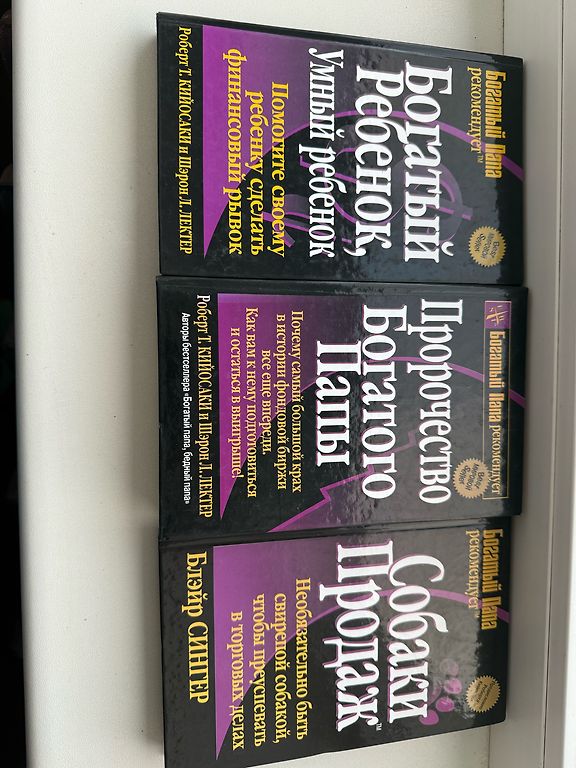 Богатый Папа
рекомендует™
Богатый
Ребенок,
Умный ребенок
Помогите своему
ребенку сделать
финансовый рывок
Роберт Т. КИЙОСАКИ и Шэрон Л. ЛЕКТЕР
Богатый Папа рекомендует
Пророчество
Богатого
Папы
Почему самый большой крах
в истории фондовой биржи
все еще впереди.
Как вам к нему подготовиться
и остаться в выигрыше!
Роберт Т. КИЙОСАКИ и Шэрон Л. ЛЕКТЕР
Авторы бестселлера «Богатый папа, бедный папа»
Богатый Папа
рекомендует™
Собаки
Продаж™
Необязательно быть
свирепой собакой,
чтобы преуспевать
в торговых делах
Блэйр СИНГЕР